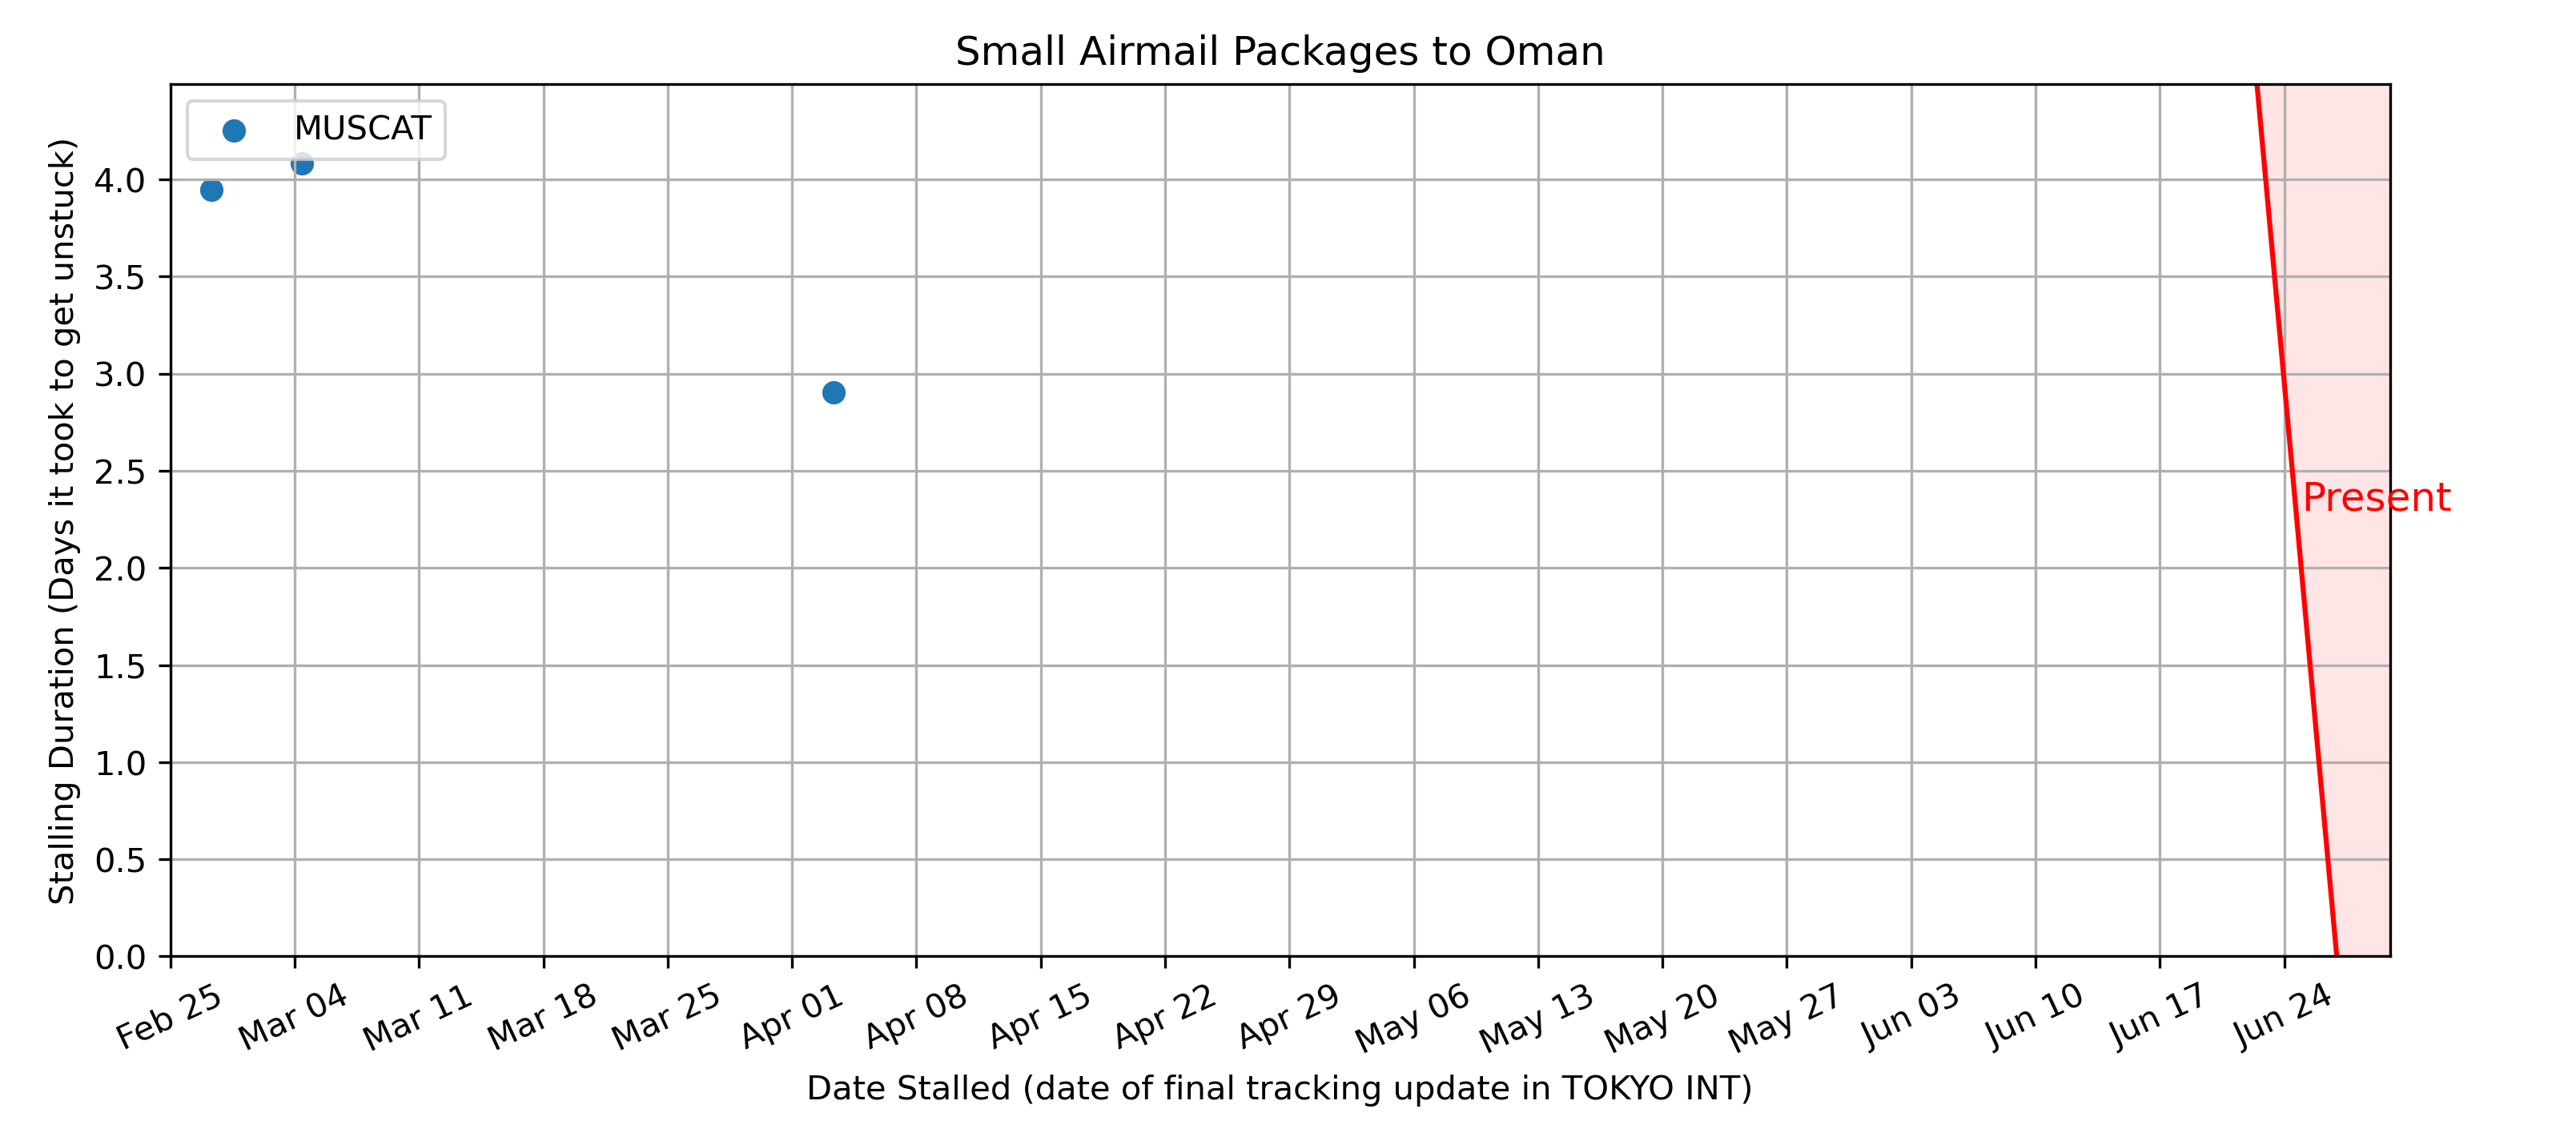 Small Airmail Packages to Oman
MUSCAT
Stalling Duration (Days it took to get unstuck)
4.0
3.5
3.0
2.5
2.0
1.5
1.0
0.5
0.0
Present
Feb 25 Mar 04 Mar 11 Mar 18 Mar 25 Apr 01 Apr 08 Apr 15 Apr 22 Apr 29 May 06 May 13 May 20 May 27 Jun 03 Jun 10 Jun 17 Jun 24
Date Stalled (date of final tracking update in TOKYO INT)